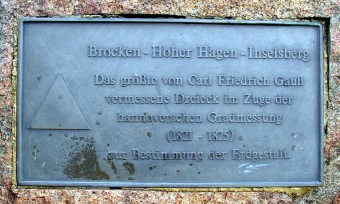 Brocken - Hoher Hagen - Inselsberg
Das größte von Carl Friedrich Gauß
vermessene Dreieck im Zuge der
hannoverschen Gradmessung
(1821 - 1825)
zur Bestimmung der Erdgestalt.